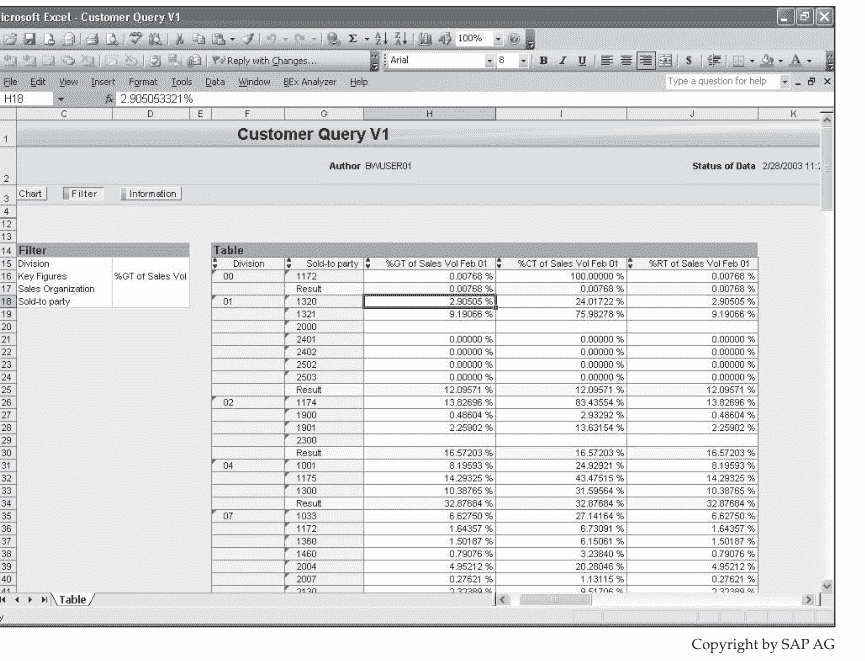 icrosoft Excel - Customer Query V1
100%
Reply with Changes...
Arial 8 B I U $ A
File Edit View Insert Format Tools Data Window BEx Analyzer Help Type a question for help
H18 fx 2.905053321%
C D E F G H I J K
1 Customer Query V1
2 Author BWUSER01 Status of Data 2/28/2003 11:2
3 Chart Filter Information
4
12
13
14 Filter Table
15 Division Division Sold-to party %GT of Sales Vol Feb 01 %CT of Sales Vol Feb 01 %RT of Sales Vol Feb 01
16 Key Figures %GT of Sales Vol 00 1172 0.00768 % 100.00000 % 0.00768 %
17 Sales Organization Result 0.00768 % 0.00768 % 0.00768 %
18 Sold-to party 01 1320 2.90505 % 24.01722 % 2.90505 %
19 1321 9.19066 % 75.98278 % 9.19066 %
20 2000
21 2401 0.00000 % 0.00000 % 0.00000 %
22 2402 0.00000 % 0.00000 % 0.00000 %
23 2502 0.00000 % 0.00000 % 0.00000 %
24 2503 0.00000 % 0.00000 % 0.00000 %
25 Result 12.09571 % 12.09571 % 12.09571 %
26 02 1174 13.82696 % 83.43554 % 13.82696 %
27 1900 0.48604 % 2.93292 % 0.48604 %
28 1901 2.25902 % 13.63154 % 2.25902 %
29 2300
30 Result 16.57203 % 16.57203 % 16.57203 %
31 04 1001 8.19593 % 24.92921 % 8.19593 %
32 1175 14.29325 % 43.47515 % 14.29325 %
33 1300 10.38765 % 31.59564 % 10.38765 %
34 Result 32.87684 % 32.87684 % 32.87684 %
35 07 1033 6.62750 % 27.14164 % 6.62750 %
36 1172 1.64357 % 6.73091 % 1.64357 %
37 1360 1.50187 % 6.15061 % 1.50187 %
38 1460 0.79076 % 3.23840 % 0.79076 %
39 2004 4.95212 % 20.28046 % 4.95212 %
40 2007 0.27621 % 1.13115 % 0.27621 %
41 2130 2.32389 % 9.51706 % 2.32389 %
Table
Copyright by SAP AG